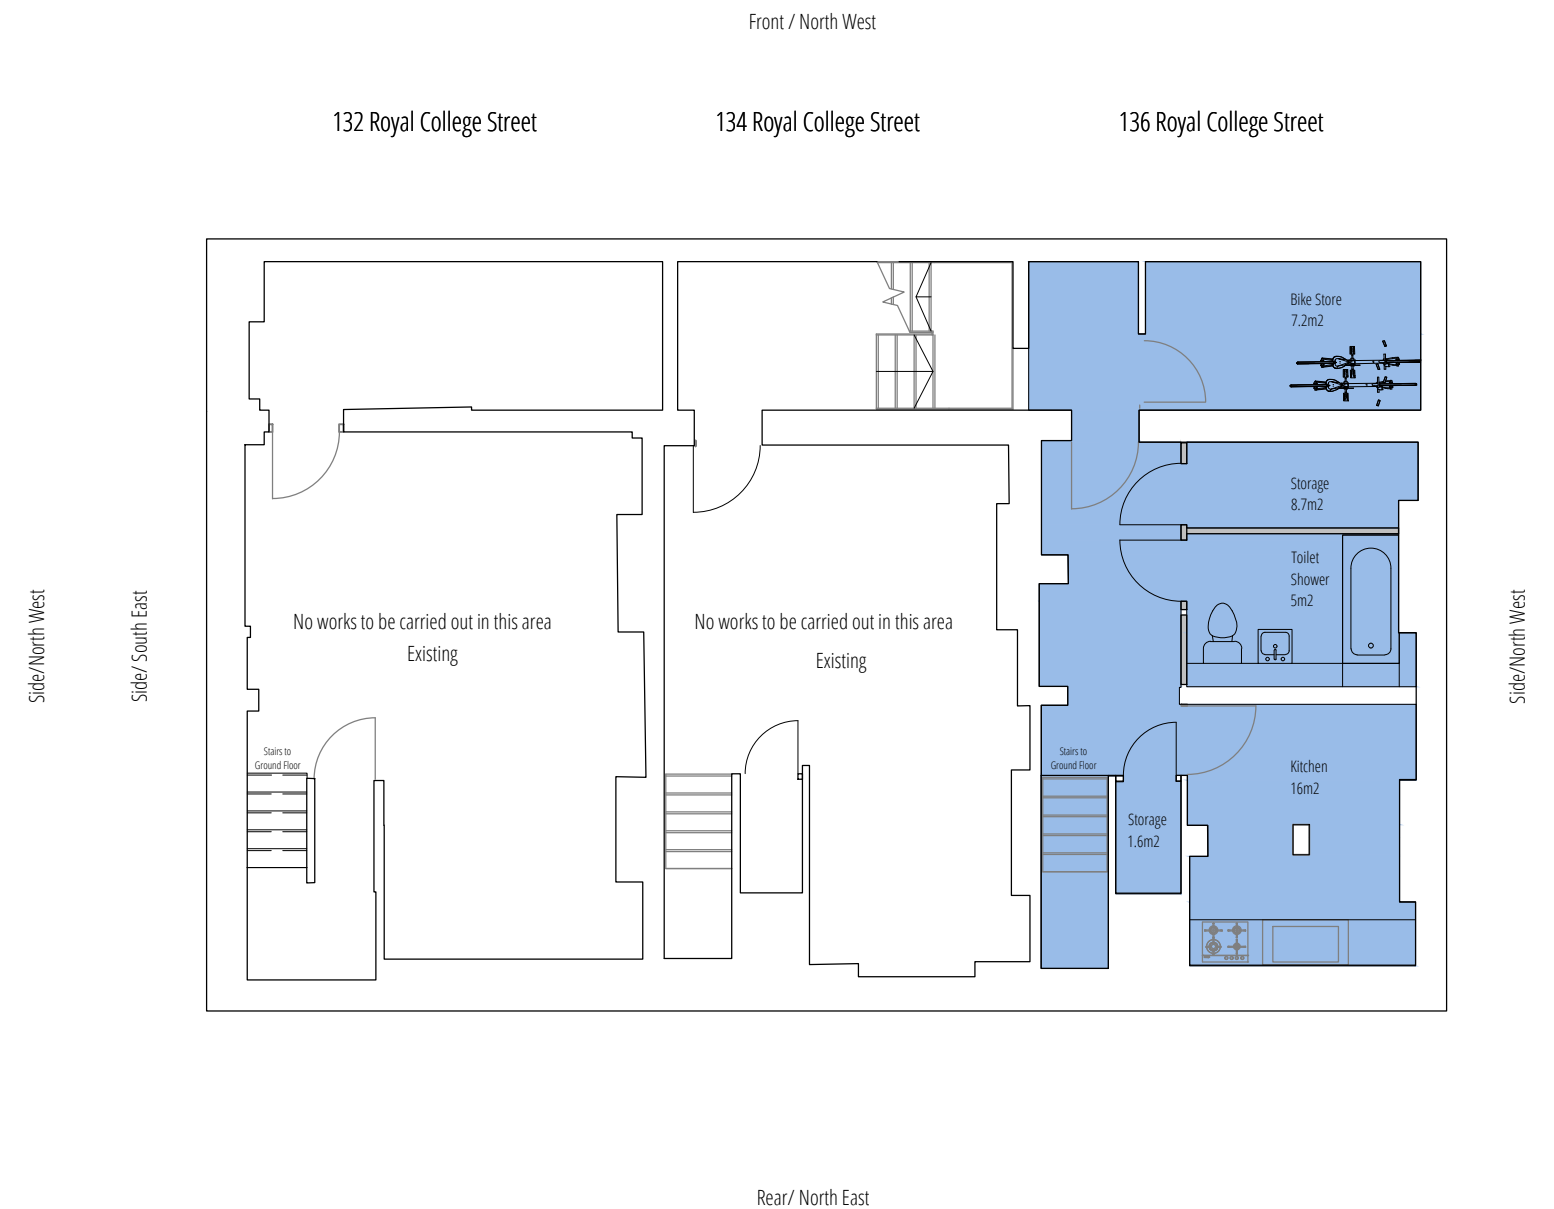 Front / North West
132 Royal College Street
134 Royal College Street
136 Royal College Street
Bike Store
7.2m2
Storage
8.7m2
Toilet
Shower
5m2
Side/North West
Side/ South East
No works to be carried out in this area
Existing
No works to be carried out in this area
Existing
Side/North West
Stairs to
Ground Floor
Stairs to
Ground Floor
Kitchen
16m2
Storage
1.6m2
Rear/ North East